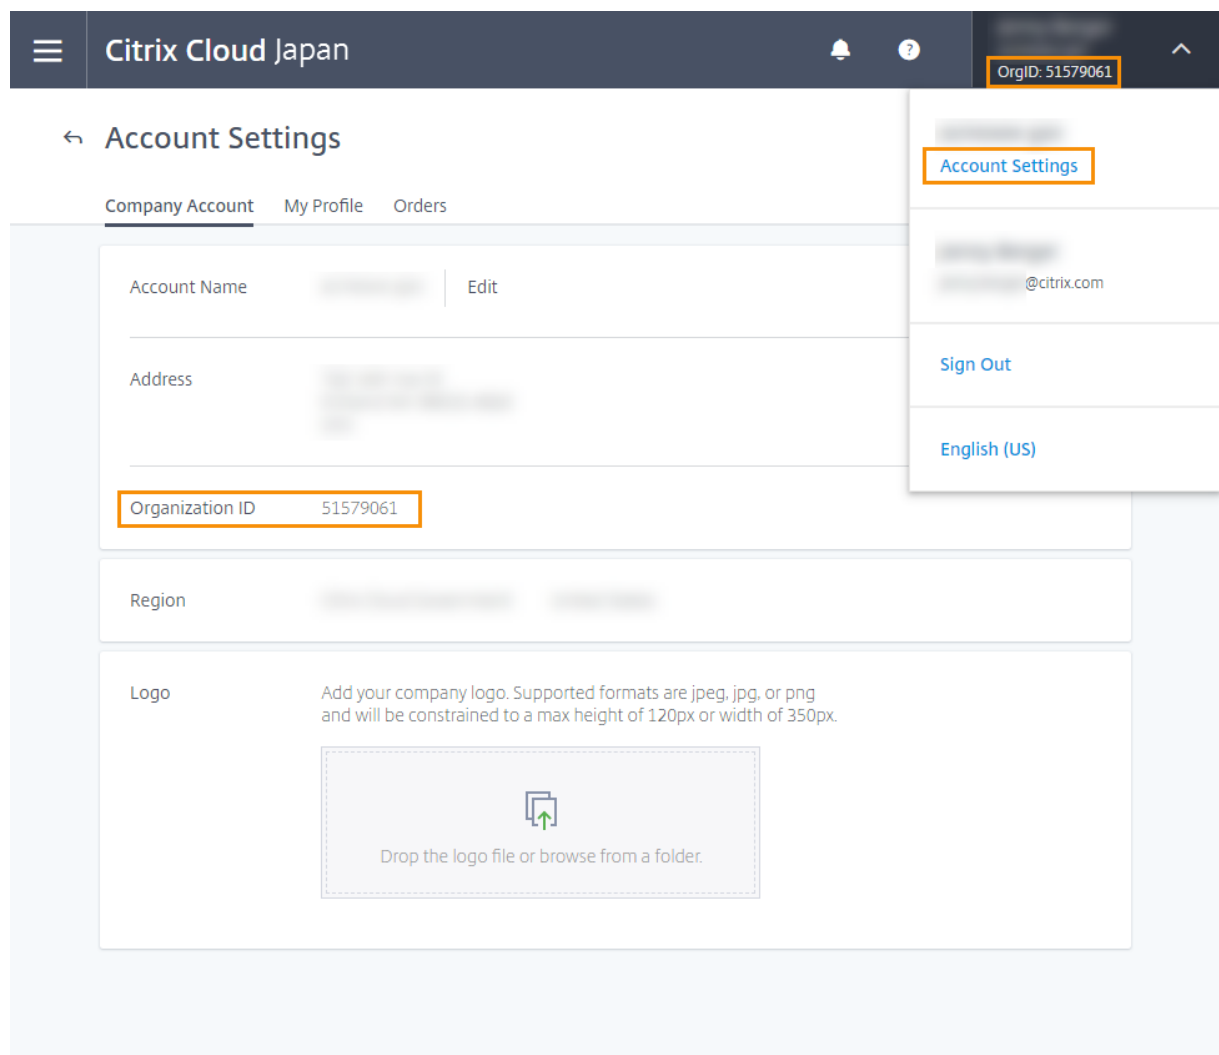 Citrix Cloud Japan
?
OrgID: 51579061
Account Settings
Account Settings
Company Account My Profile Orders
@citrix.com
Sign Out
English (US)
Account Name Edit
Address
Organization ID 51579061
Region
Logo
Add your company logo. Supported formats are jpeg, jpg, or png
and will be constrained to a max height of 120px or width of 350px.
Drop the logo file or browse from a folder.